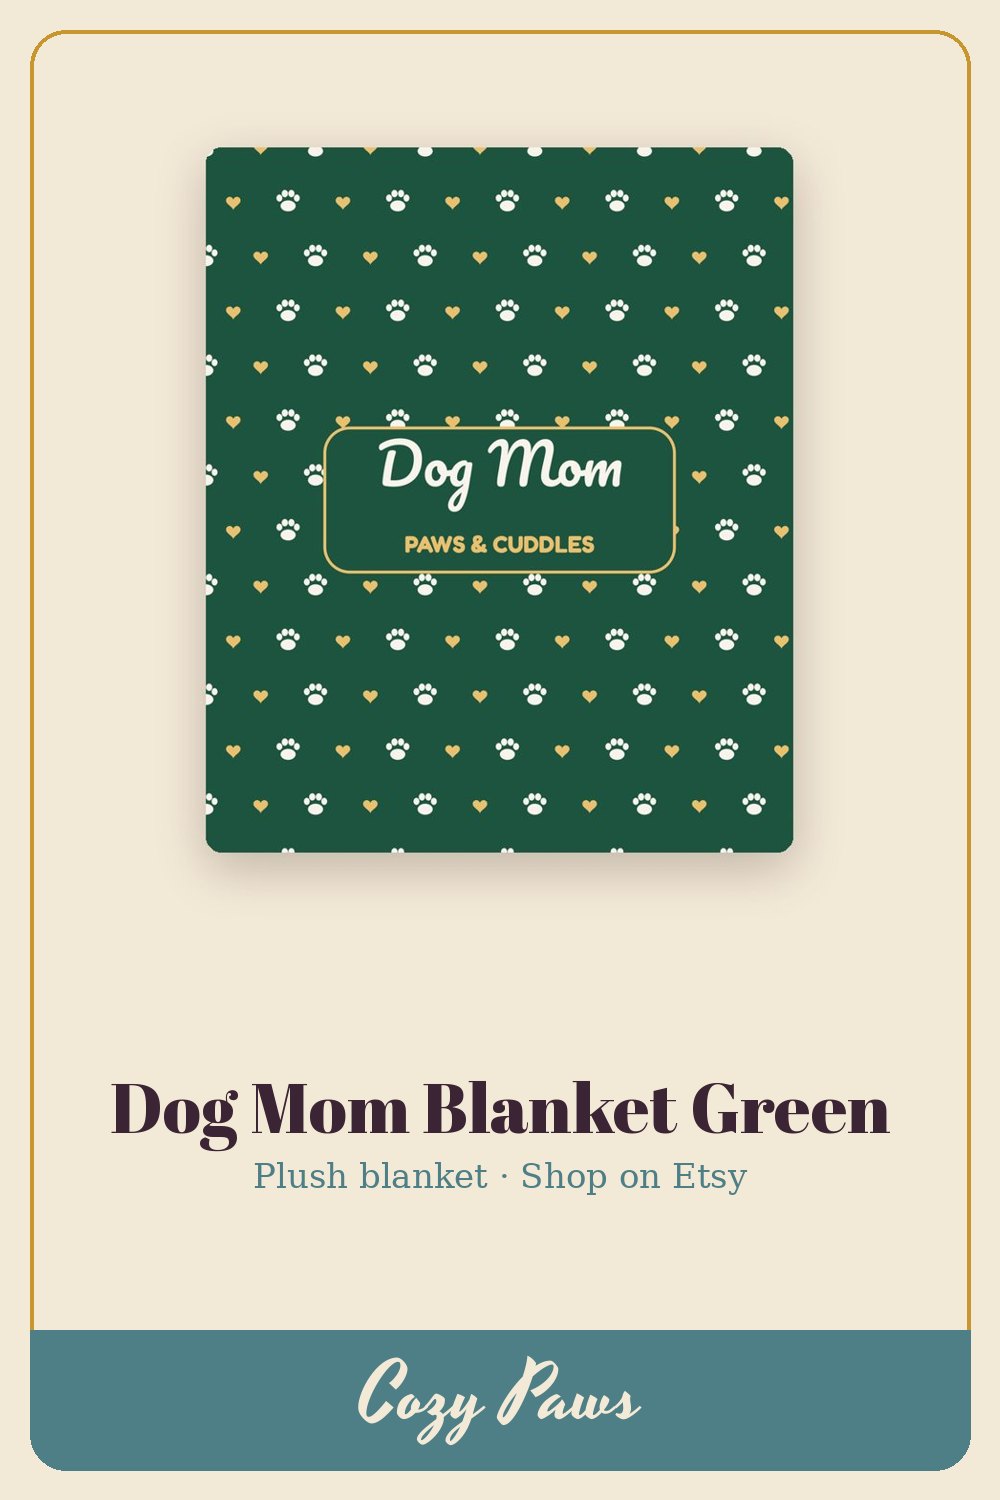 Dog Mom
PAWS & CUDDLES
Dog Mom Blanket Green
Plush blanket · Shop on Etsy
Cozy Paws